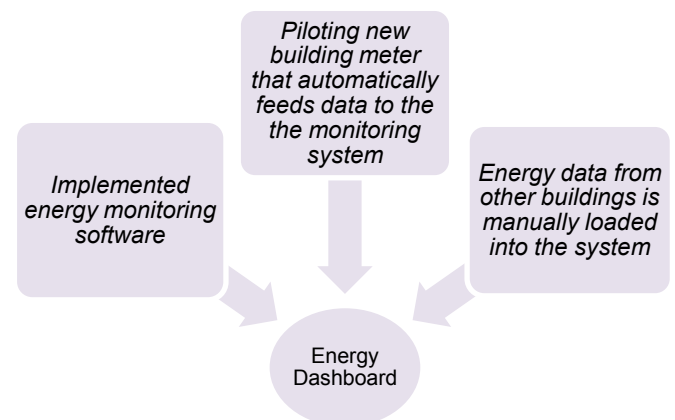 Piloting new
building meter
that automatically
feeds data to the
the monitoring
system
Implemented
energy monitoring
software
Energy data from
other buildings is
manually loaded
into the system
Energy
Dashboard